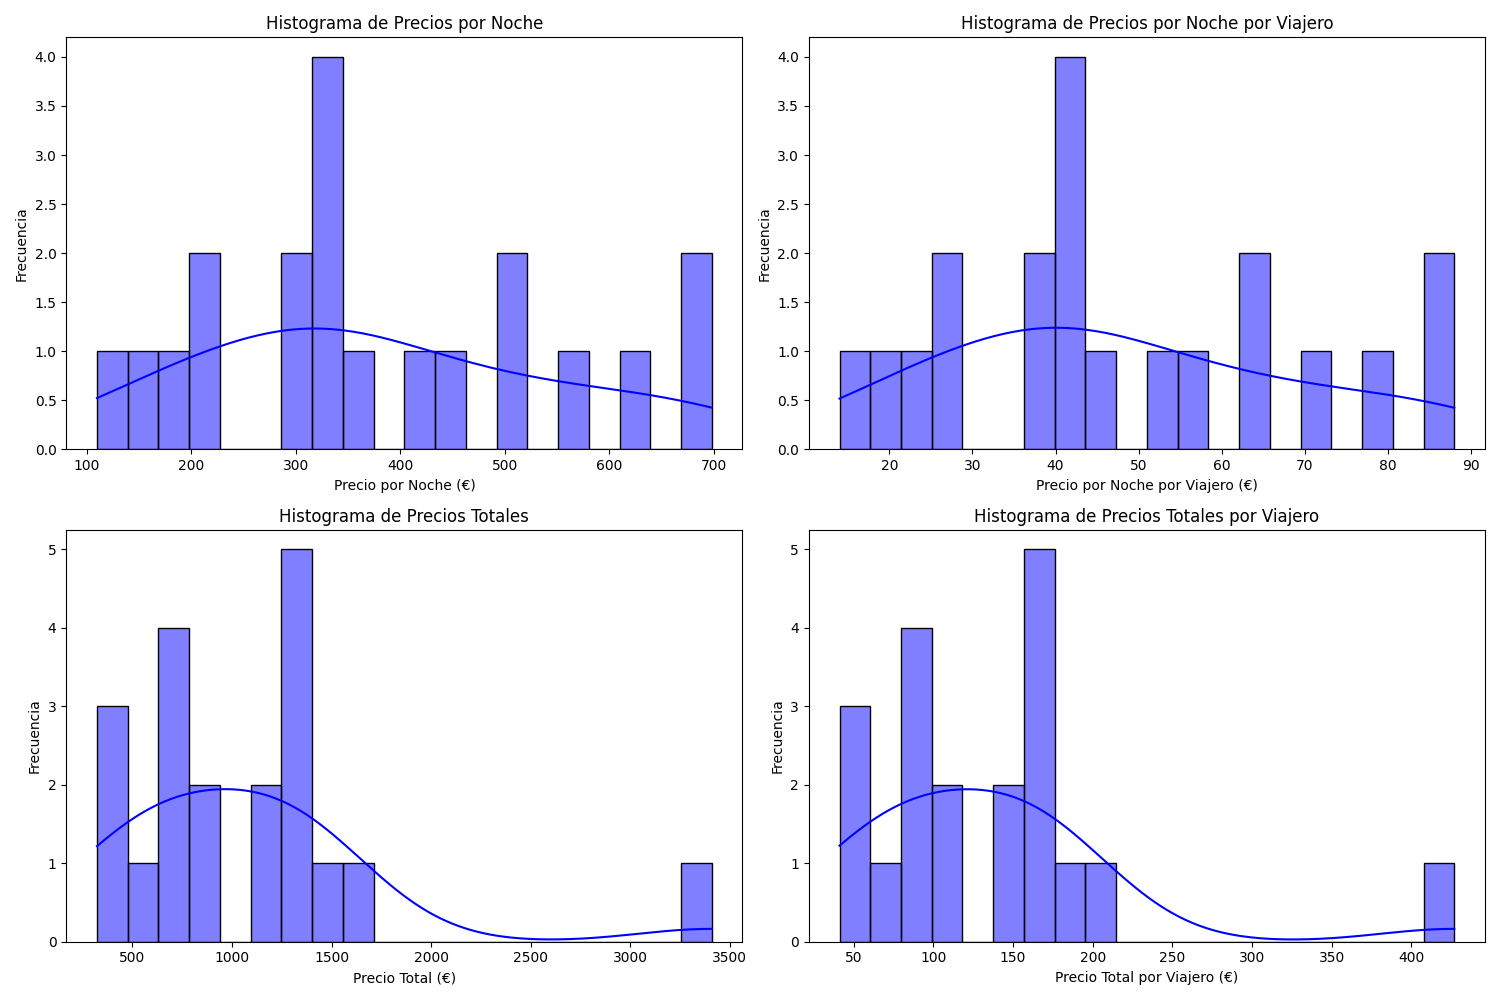 Histograma de Precios por Noche
4.0
3.5
3.0
2.5
2.0
1.5
1.0
0.5
0.0
Frecuencia
100 200 300 400 500 600 700
Precio por Noche (€)
Histograma de Precios por Noche por Viajero
4.0
3.5
3.0
2.5
2.0
1.5
1.0
0.5
0.0
Frecuencia
20 30 40 50 60 70 80 90
Precio por Noche por Viajero (€)
Histograma de Precios Totales
5
4
3
2
1
0
Frecuencia
500 1000 1500 2000 2500 3000 3500
Precio Total (€)
Histograma de Precios Totales por Viajero
5
4
3
2
1
0
Frecuencia
50 100 150 200 250 300 350 400
Precio Total por Viajero (€)